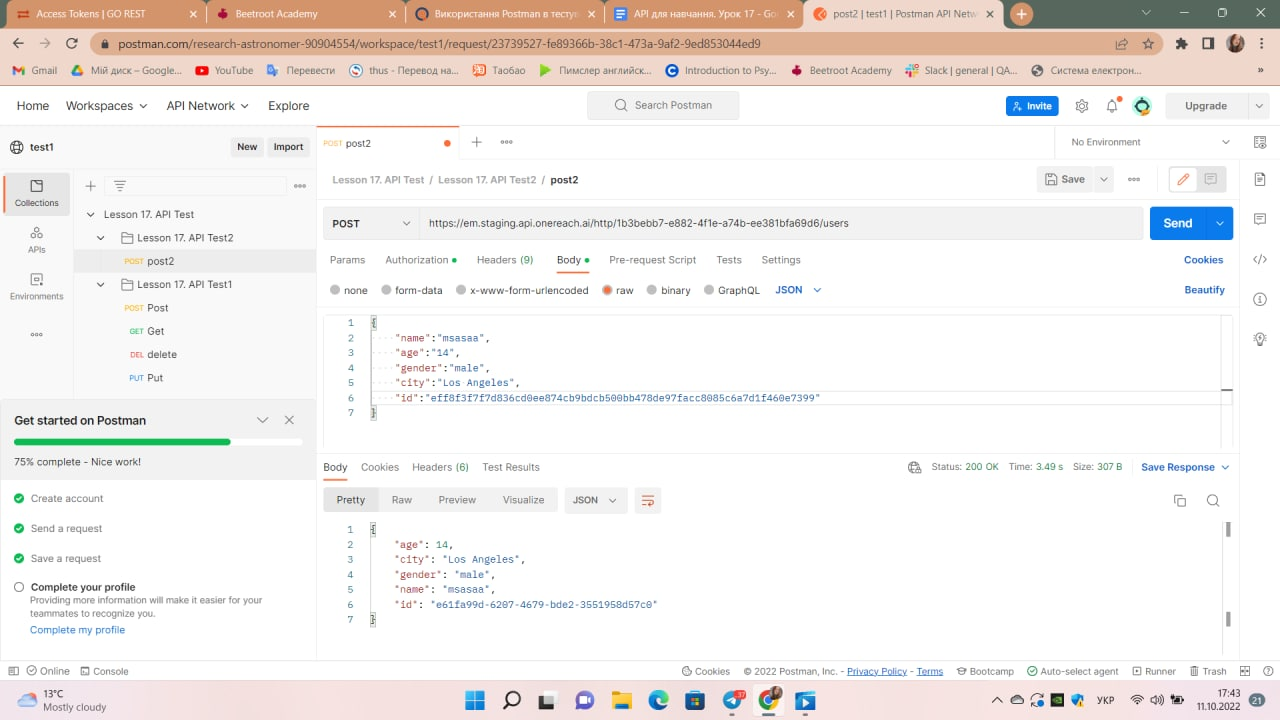 Access Tokens | GO REST
Beetroot Academy
Використання Postman в тестув
API для навчання. Урок 17 - Go
post2 | test1 | Postman API Netw
postman.com/research-astronomer-90904554/workspace/test1/request/23739527-fe89366b-38c1-473a-9af2-9ed853044ed9
Gmail
Мій диск – Google...
YouTube
Перевести
thus - Перевод на...
Таобао
Пимслер английск...
Introduction to Psy...
Beetroot Academy
Slack | general | QA...
Система електрон...
»
Home Workspaces API Network Explore
Search Postman
Invite
Upgrade
test1
New Import
POST post2
No Environment
Collections
APIs
Environments
Lesson 17. API Test
Lesson 17. API Test2
POST post2
Lesson 17. API Test1
POST Post
GET Get
DEL delete
PUT Put
Lesson 17. API Test / Lesson 17. API Test2 / post2
Save
POST
https://em.staging.api.onereach.ai/http/1b3bebb7-e882-4f1e-a74b-ee381bfa69d6/users
Send
Params Authorization Headers (9) Body Pre-request Script Tests Settings
Cookies
none form-data x-www-form-urlencoded raw binary GraphQL JSON
Beautify
1 {
2 "name":"msasaa",
3 "age":"14",
4 "gender":"male",
5 "city":"Los Angeles",
6 "id":"eff8f3f7f7d836cd0ee874cb9bdcb500bb478de97facc8085c6a7d1f460e7399"
7 }
Get started on Postman
75% complete - Nice work!
Create account
Send a request
Save a request
Complete your profile
Providing more information will make it easier for your
teammates to recognize you.
Complete my profile
Body Cookies Headers (6) Test Results
Status: 200 OK Time: 3.49 s Size: 307 B
Save Response
Pretty Raw Preview Visualize JSON
1 {
2 "age": 14,
3 "city": "Los Angeles",
4 "gender": "male",
5 "name": "msasaa",
6 "id": "e61fa99d-6207-4679-bde2-3551958d57c0"
7 }
Online Console
Cookies © 2022 Postman, Inc. - Privacy Policy - Terms Bootcamp Auto-select agent Runner Trash
13°C
Mostly cloudy
37
УКР
17:43
11.10.2022
21